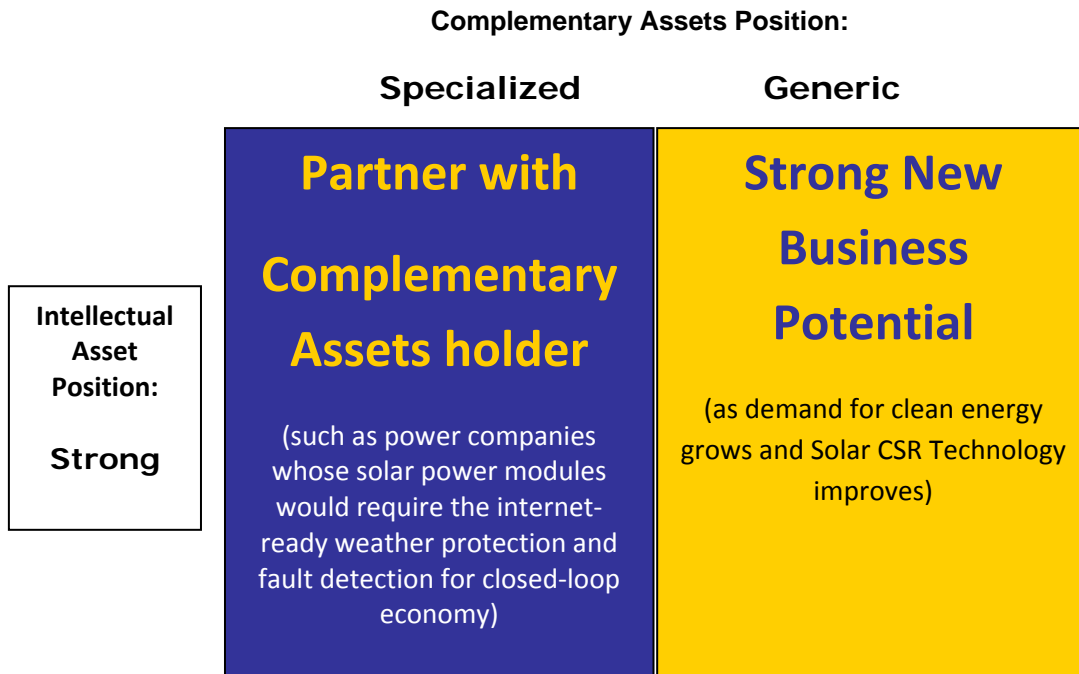 Complementary Assets Position:
Specialized
Generic
Intellectual
Asset
Position:
Strong
Partner with
Complementary
Assets holder
(such as power companies
whose solar power modules
would require the internet-
ready weather protection and
fault detection for closed-loop
economy)
Strong New
Business
Potential
(as demand for clean energy
grows and Solar CSR Technology
improves)